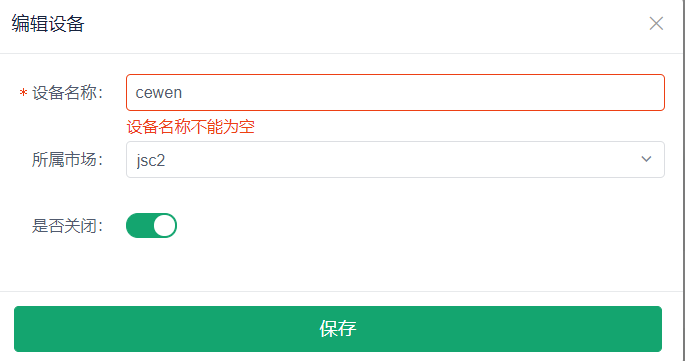 编辑设备
* 设备名称：
cewen
设备名称不能为空
所属市场：
jsc2
是否关闭：
保存